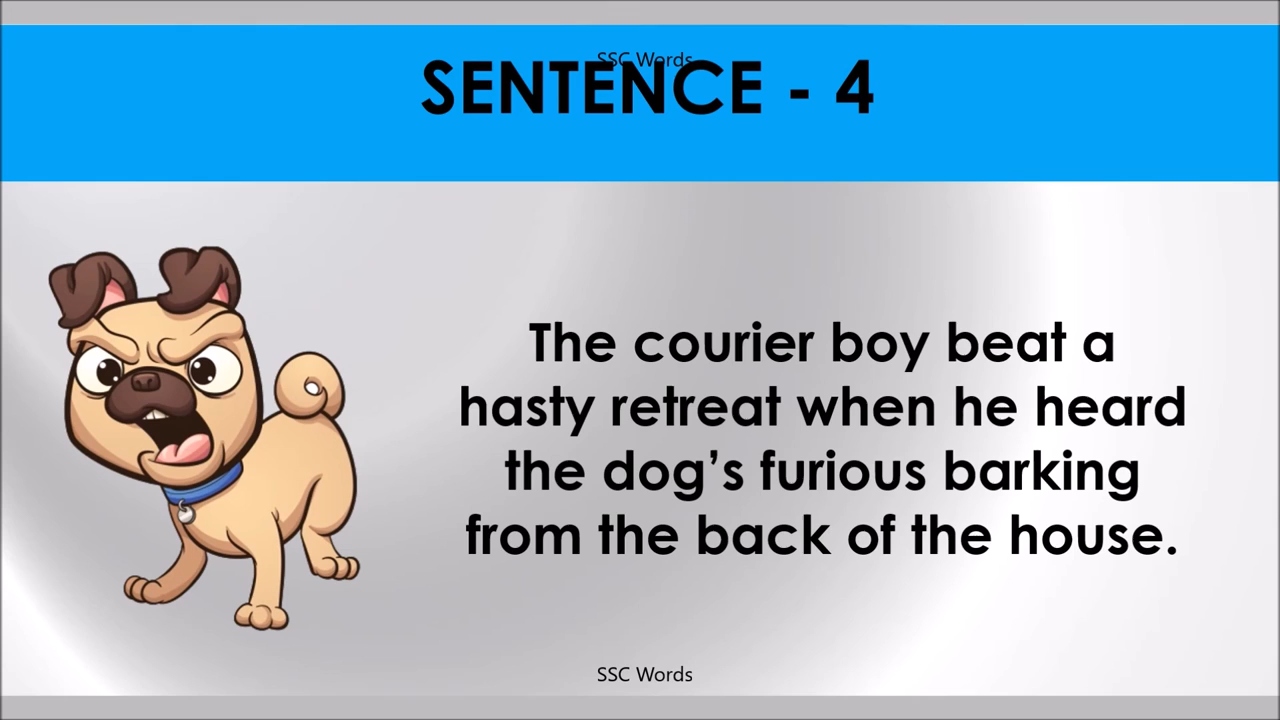 SSC Words
SENTENCE - 4
The courier boy beat a
hasty retreat when he heard
the dog’s furious barking
from the back of the house.
SSC Words